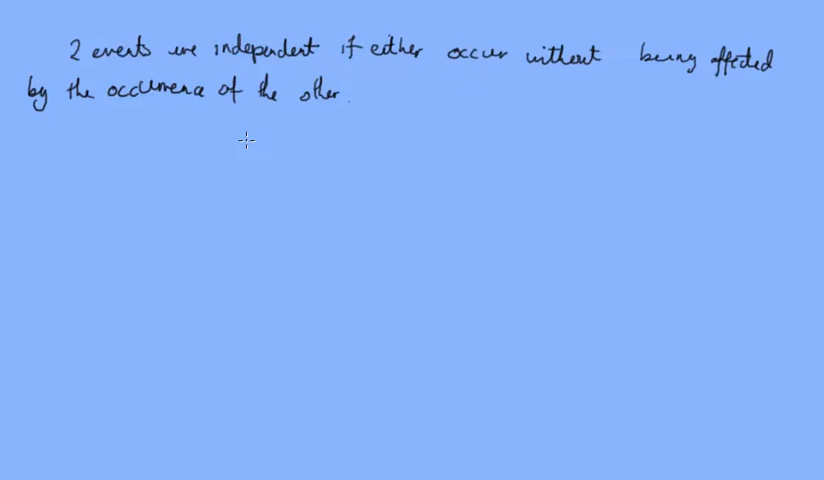 2 events are independent if either occur without being affected
by the occurrence of the other.